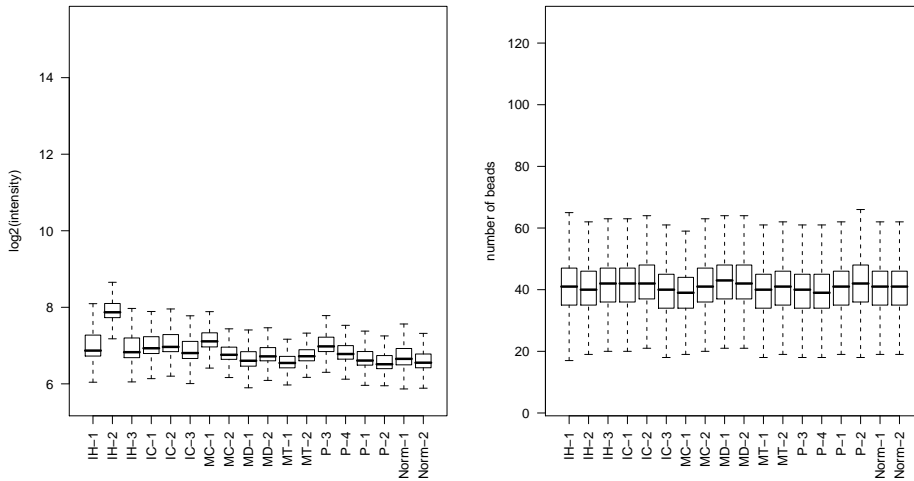 log2(intensity)
14
12
10
8
6
IH−1
IH−2
IH−3
IC−1
IC−2
IC−3
MC−1
MC−2
MD−1
MD−2
MT−1
MT−2
P−3
P−4
P−1
P−2
Norm−1
Norm−2
number of beads
120
100
80
60
40
20
0
IH−1
IH−2
IH−3
IC−1
IC−2
IC−3
MC−1
MC−2
MD−1
MD−2
MT−1
MT−2
P−3
P−4
P−1
P−2
Norm−1
Norm−2